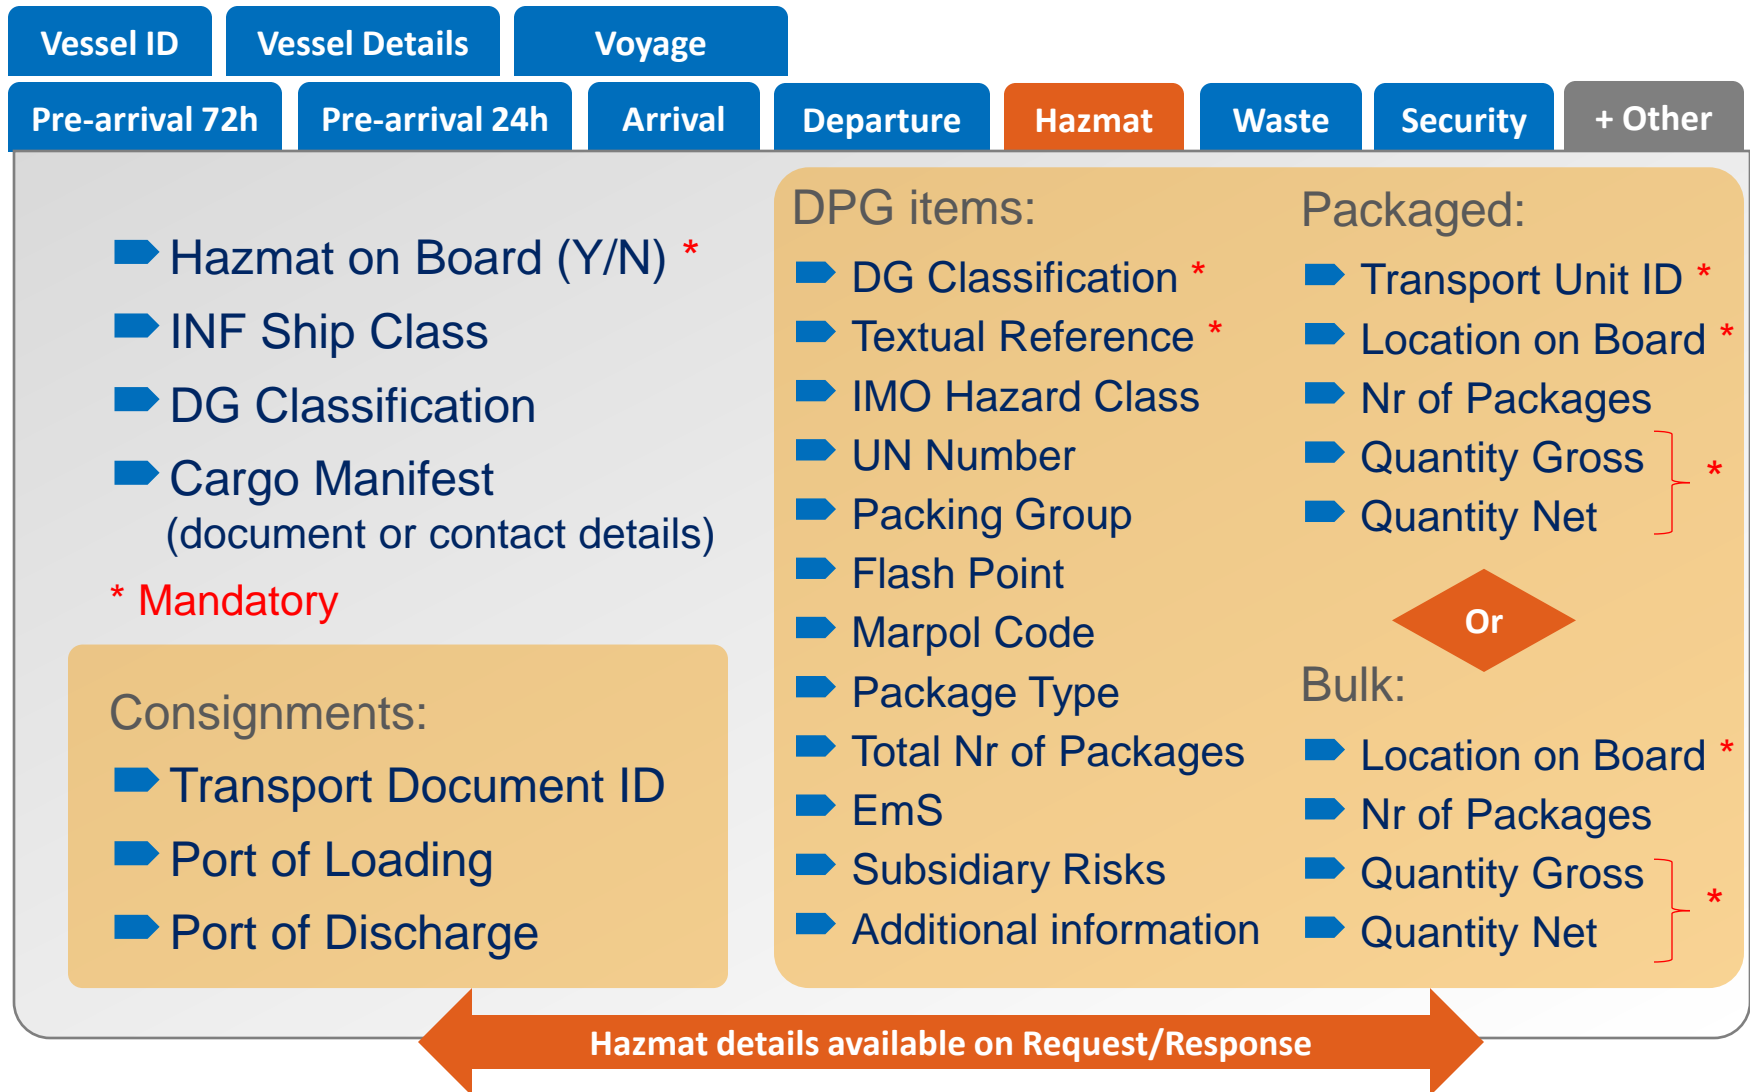 Vessel ID
Vessel Details
Voyage
Pre-arrival 72h
Pre-arrival 24h
Arrival
Departure
Hazmat
Waste
Security
+ Other
Hazmat on Board (Y/N) *
INF Ship Class
DG Classification
Cargo Manifest
(document or contact details)
* Mandatory
Consignments:
Transport Document ID
Port of Loading
Port of Discharge
DPG items:
DG Classification *
Textual Reference *
IMO Hazard Class
UN Number
Packing Group
Flash Point
Marpol Code
Package Type
Total Nr of Packages
EmS
Subsidiary Risks
Additional information
Packaged:
Transport Unit ID *
Location on Board *
Nr of Packages
Quantity Gross
*
Quantity Net
Or
Bulk:
Location on Board *
Nr of Packages
Quantity Gross
*
Quantity Net
Hazmat details available on Request/Response